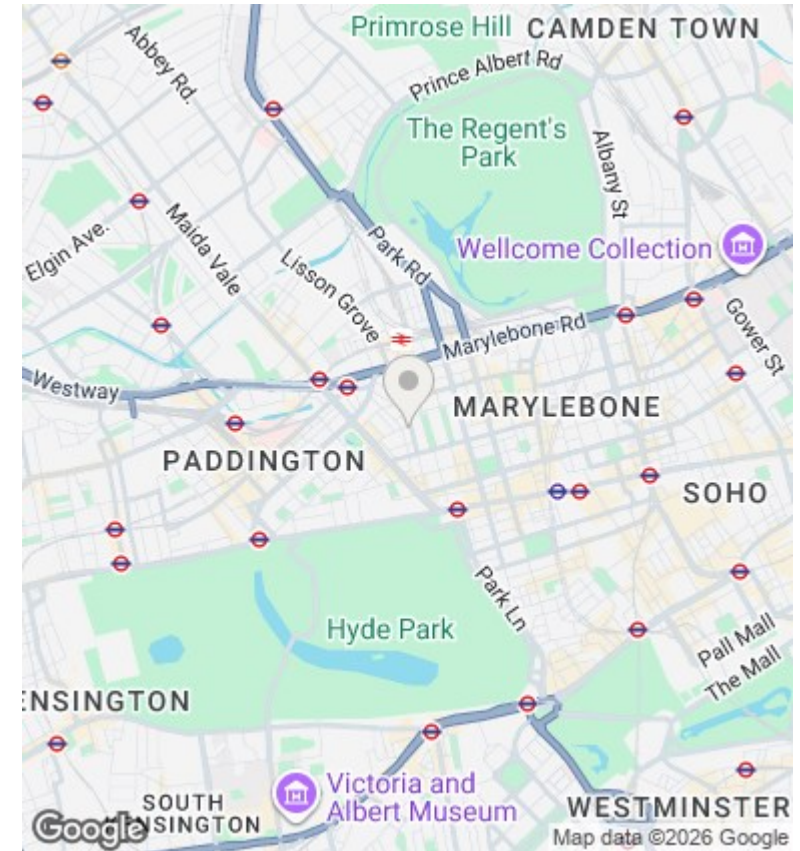 Primrose Hill
CAMDEN TOWN
Abbey Rd.
Prince Albert Rd
The Regent's
Park
Albany St
Maida Vale
Elgin Ave.
Wellcome Collection
Park Rd
Lisson Grove
Gower St
Marylebone Rd
Westway
MARYLEBONE
PADDINGTON
SOHO
Park Ln
Hyde Park
Pall Mall
The Mall
ENSINGTON
Victoria and
Albert Museum
SOUTH
KENSINGTON
WESTMINSTER
Google
Map data ©2026 Google